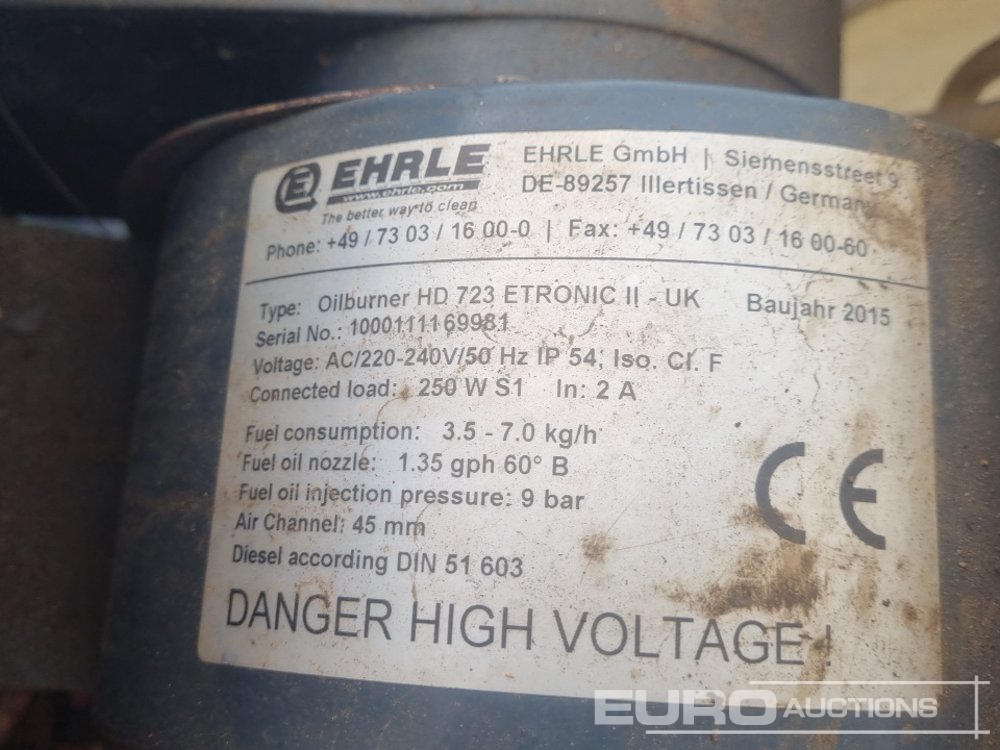 EHRLE
www.ehrle.com
The better way to clean
EHRLE GmbH | Siemensstreet 9
DE-89257 Illertissen / Germany
Phone: +49 / 73 03 / 16 00-0 | Fax: +49 / 73 03 / 16 00-60
Type: Oilburner HD 723 ETRONIC II - UK Baujahr 2015
Serial No.: 1000111169981
Voltage: AC/220-240V/50 Hz IP 54, Iso. Cl. F
Connected load: 250 W S1 In: 2 A
Fuel consumption: 3.5 - 7.0 kg/h
Fuel oil nozzle: 1.35 gph 60° B
Fuel oil injection pressure: 9 bar
Air Channel: 45 mm
Diesel according DIN 51 603
CE
DANGER HIGH VOLTAGE !
EURO AUCTIONS